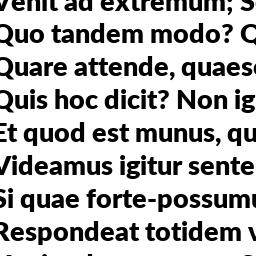 Venit ad extremum; S
Quo tandem modo? Q
Quare attende, quaes
Quis hoc dicit? Non ig
Et quod est munus, qu
Videamus igitur sente
Si quae forte-possumu
Respondeat totidem v